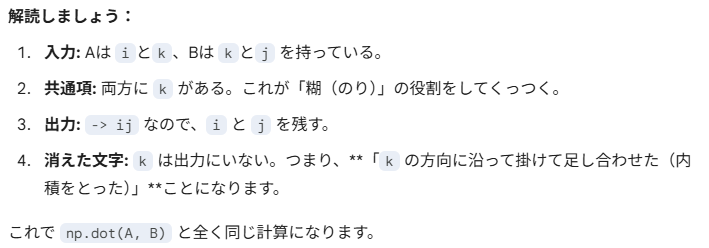 解読しましょう：
1. 入力: Aは i と k 、Bは k と j を持っている。
2. 共通項: 両方に k がある。これが「糊（のり）」の役割をしてくっつく。
3. 出力: -> ij なので、 i と j を残す。
4. 消えた文字: k は出力にいない。つまり、**「 k の方向に沿って掛けて足し合わせた（内
積をとった）」**ことになります。
これで np.dot(A, B) と全く同じ計算になります。